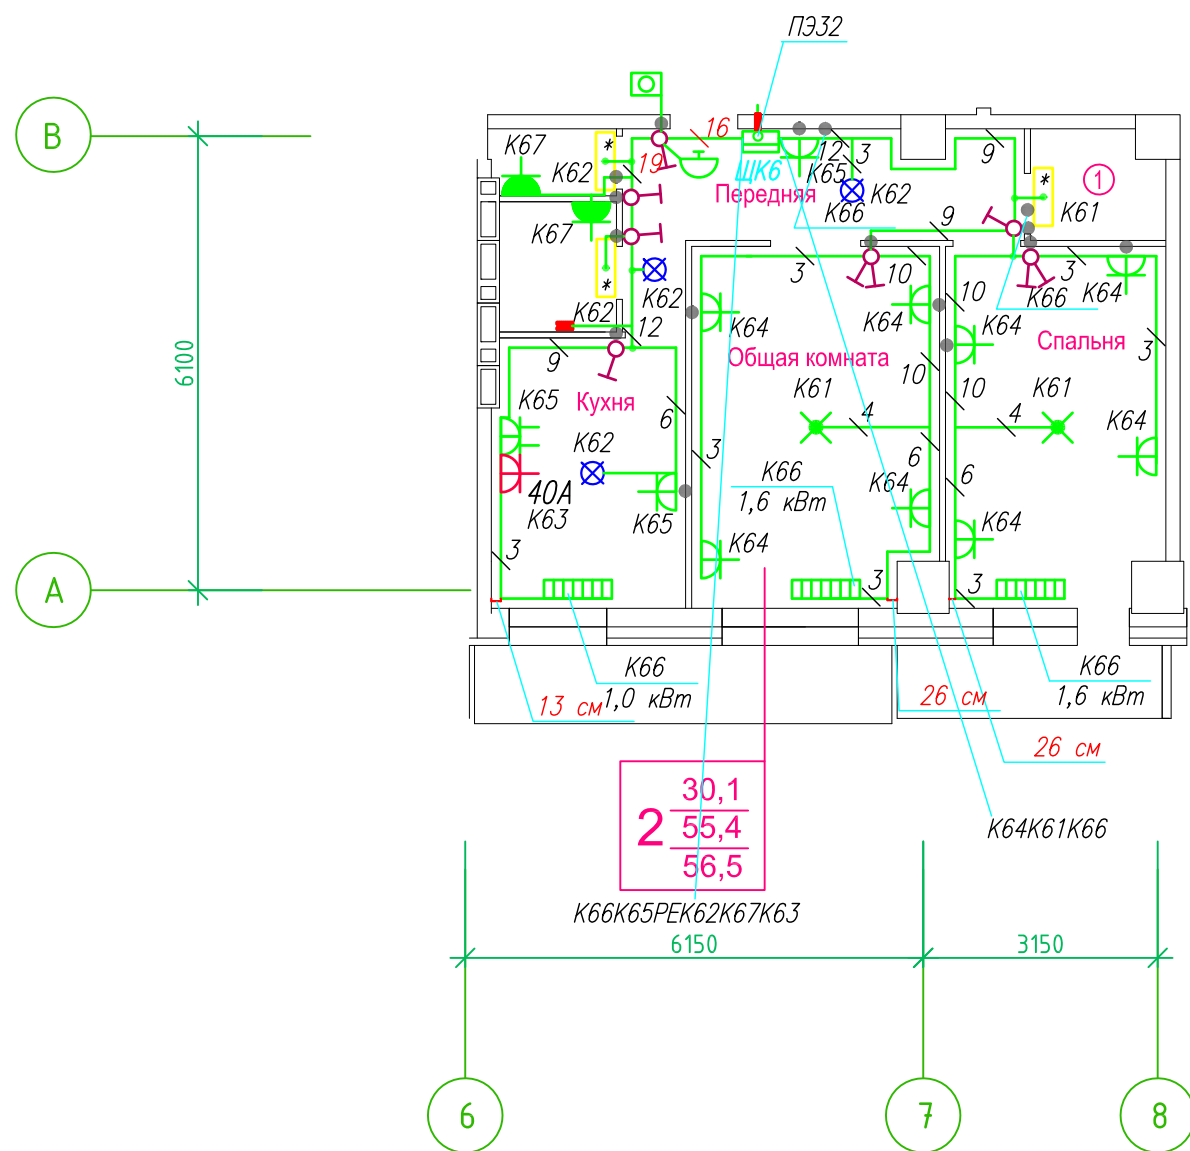 ПЭ32
В
К67
16
3
9
*
К62
19
12
К65
ЩК6
*
1
Передняя
К62
К61
К67
К66
9
3
10
3
*
К62
10
К66
К64
К62
К64
К64
К64
12
Общая комната
Спальня
3
9
10
6100
К65
Кухня
К61
10
К61
6
4
4
К64
К62
3
6
К66
6
40А
1,6 кВт
К64
К63
К65
К64
К64
3
А
3
3
К66
К66
13 см
1,0 кВт
26 см
1,6 кВт
26 см
30,1
2
55,4
56,5
К64К61К66
К66К65РЕК62К67К63
6150
3150
6
7
8